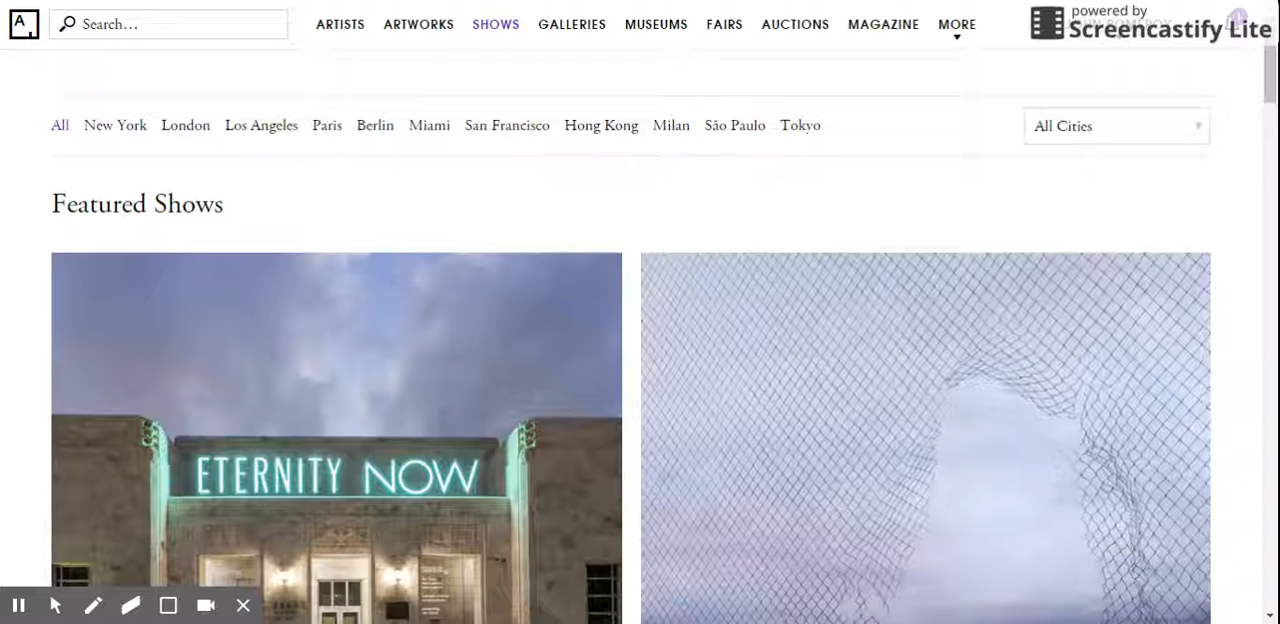 A, Search... ARTISTS ARTWORKS SHOWS GALLERIES MUSEUMS FAIRS AUCTIONS MAGAZINE MORE
powered by
Screencastify Lite
All New York London Los Angeles Paris Berlin Miami San Francisco Hong Kong Milan São Paulo Tokyo All Cities
Featured Shows
ETERNITY NOW